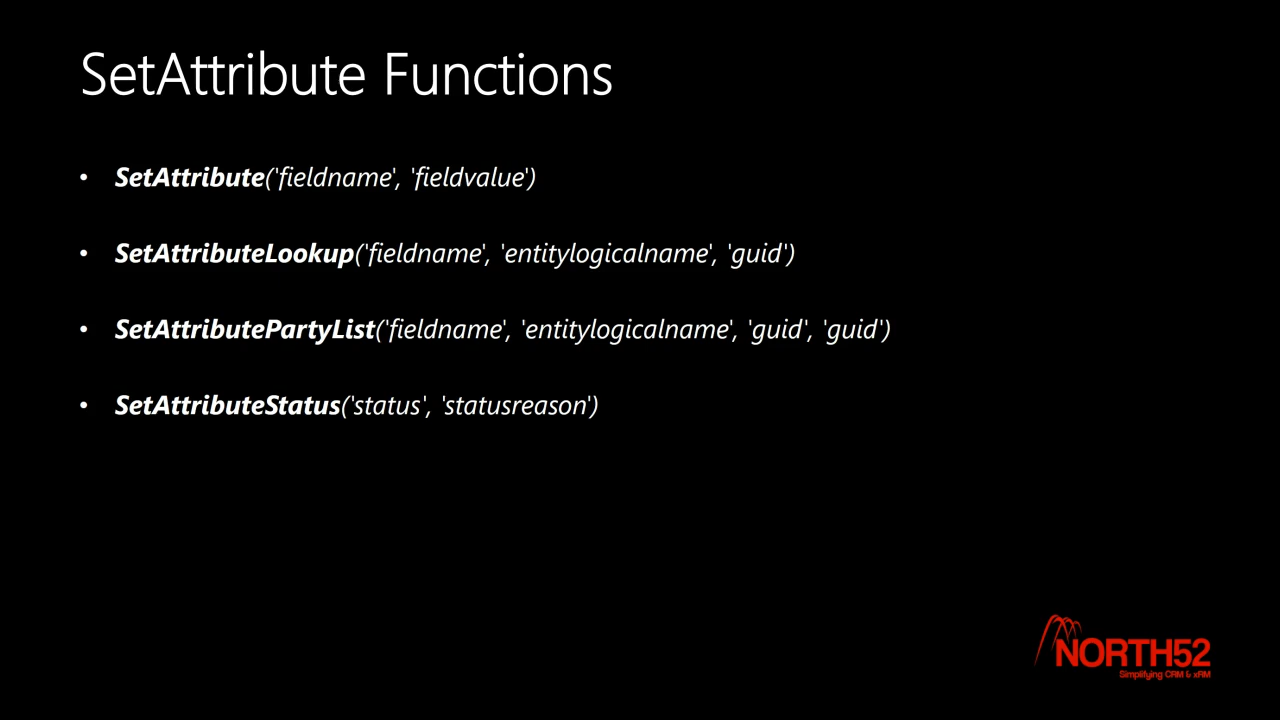 SetAttribute Functions
• SetAttribute('fieldname', 'fieldvalue')
• SetAttributeLookup('fieldname', 'entitylogicalname', 'guid')
• SetAttributePartyList('fieldname', 'entitylogicalname', 'guid', 'guid')
• SetAttributeStatus('status', 'statusreason')
NORTH52
Simplifying CRM & xRM